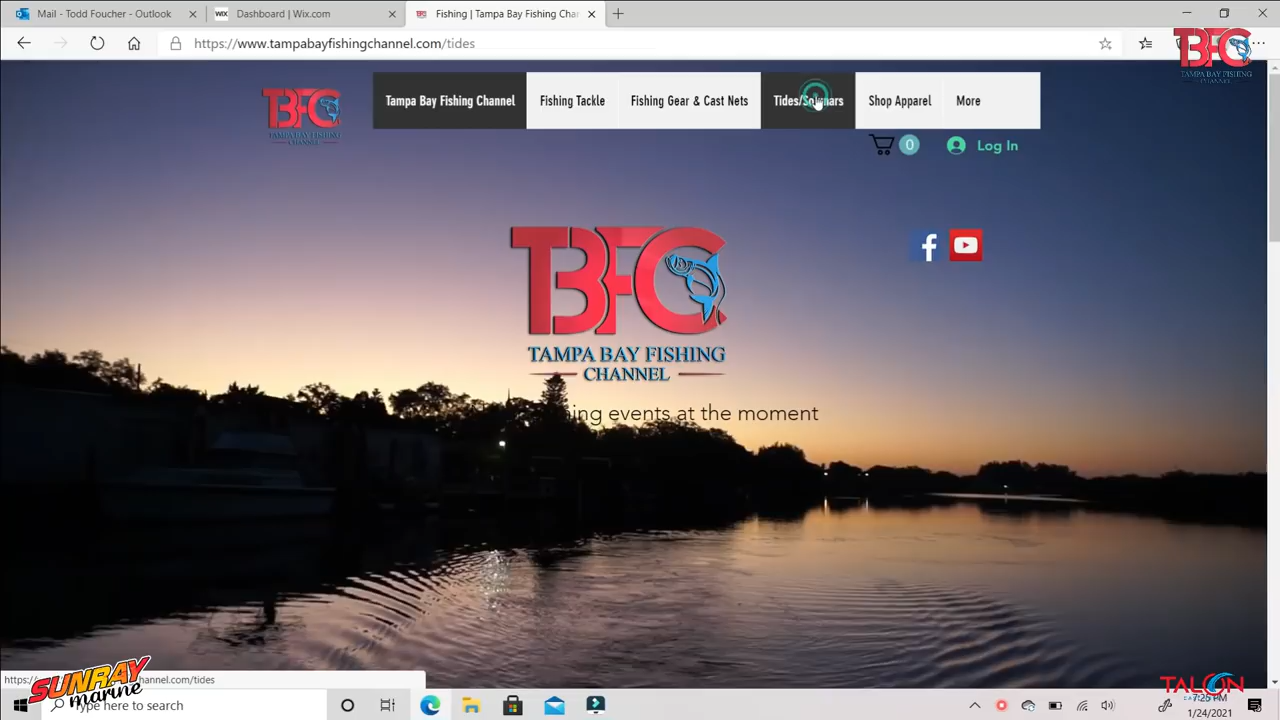 Mail - Todd Foucher - Outlook
Dashboard | Wix.com
Fishing | Tampa Bay Fishing Chan
https://www.tampabayfishingchannel.com/tides
TBFC
TBFC
TAMPA BAY FISHING
CHANNEL
Tampa Bay Fishing Channel
Fishing Tackle
Fishing Gear & Cast Nets
Tides/Solunars
Shop Apparel
More
0
Log In
TBFC
TAMPA BAY FISHING
CHANNEL
events at the moment
SUNRAY
marine
.com/tides
TALON
Type here to search
7:25 PM
1/24/2021